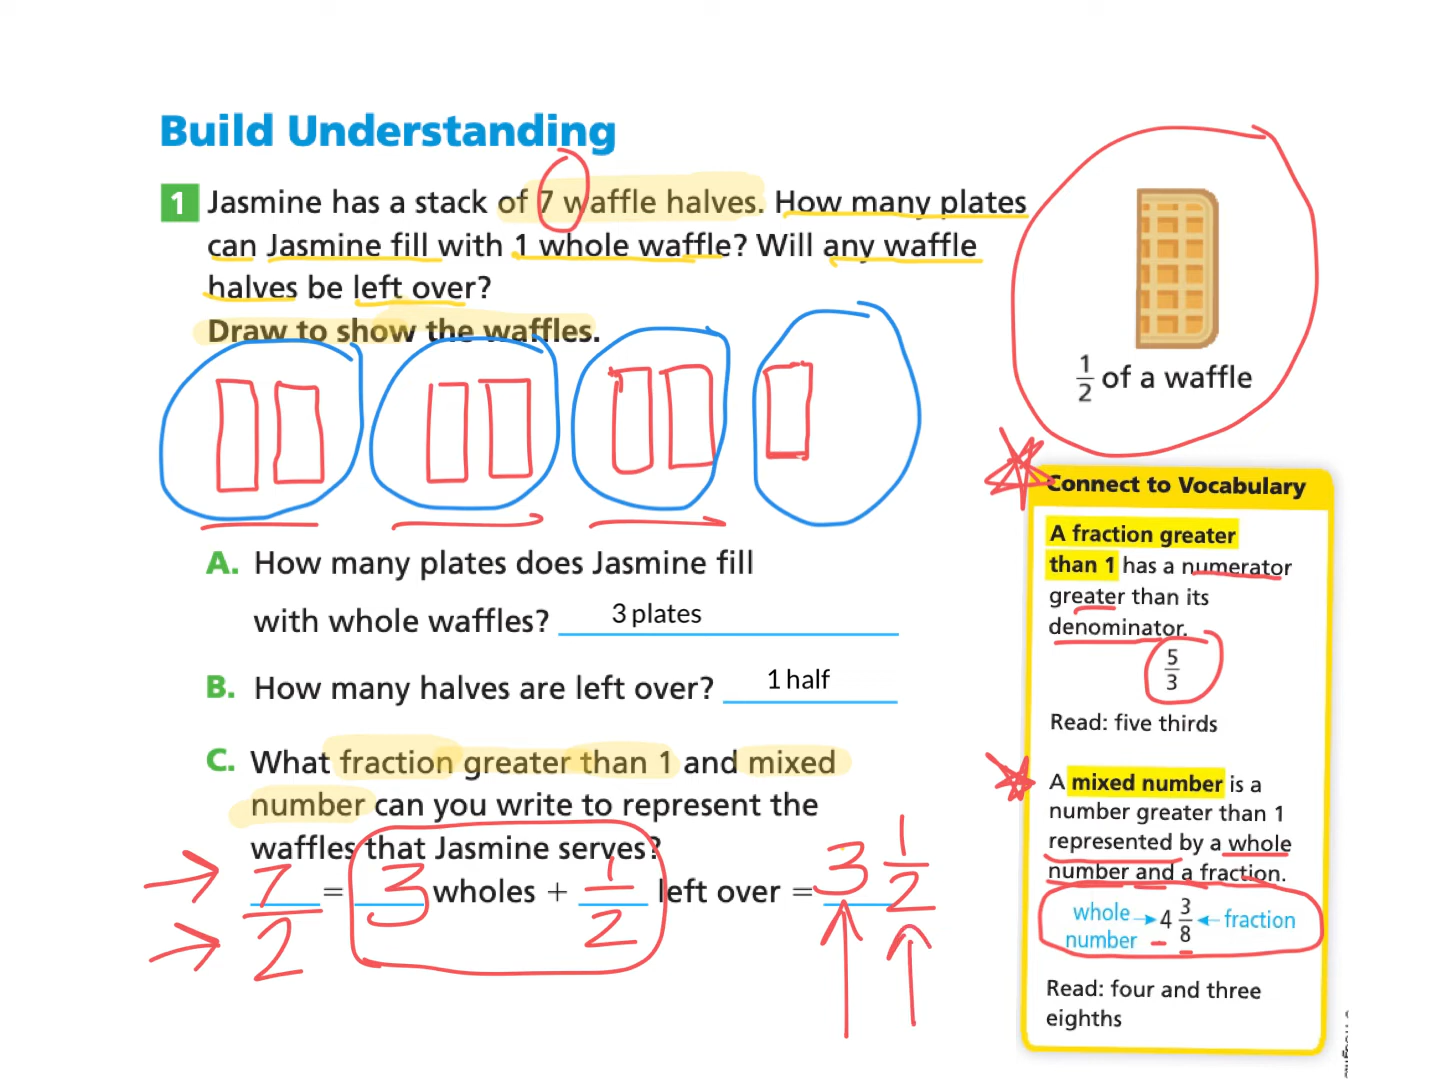 Build Understanding
1 Jasmine has a stack of 7 waffle halves. How many plates
can Jasmine fill with 1 whole waffle? Will any waffle
halves be left over?
Draw to show the waffles.
1/2 of a waffle
A. How many plates does Jasmine fill
with whole waffles? 3 plates
B. How many halves are left over? 1 half
C. What fraction greater than 1 and mixed
number can you write to represent the
waffles that Jasmine serves?
7/2 = 3 wholes + 1/2 left over = 3 1/2
Connect to Vocabulary
A fraction greater
than 1 has a numerator
greater than its
denominator.
5/3
Read: five thirds
A mixed number is a
number greater than 1
represented by a whole
number and a fraction.
whole number → 4 3/8 ← fraction
Read: four and three
eighths